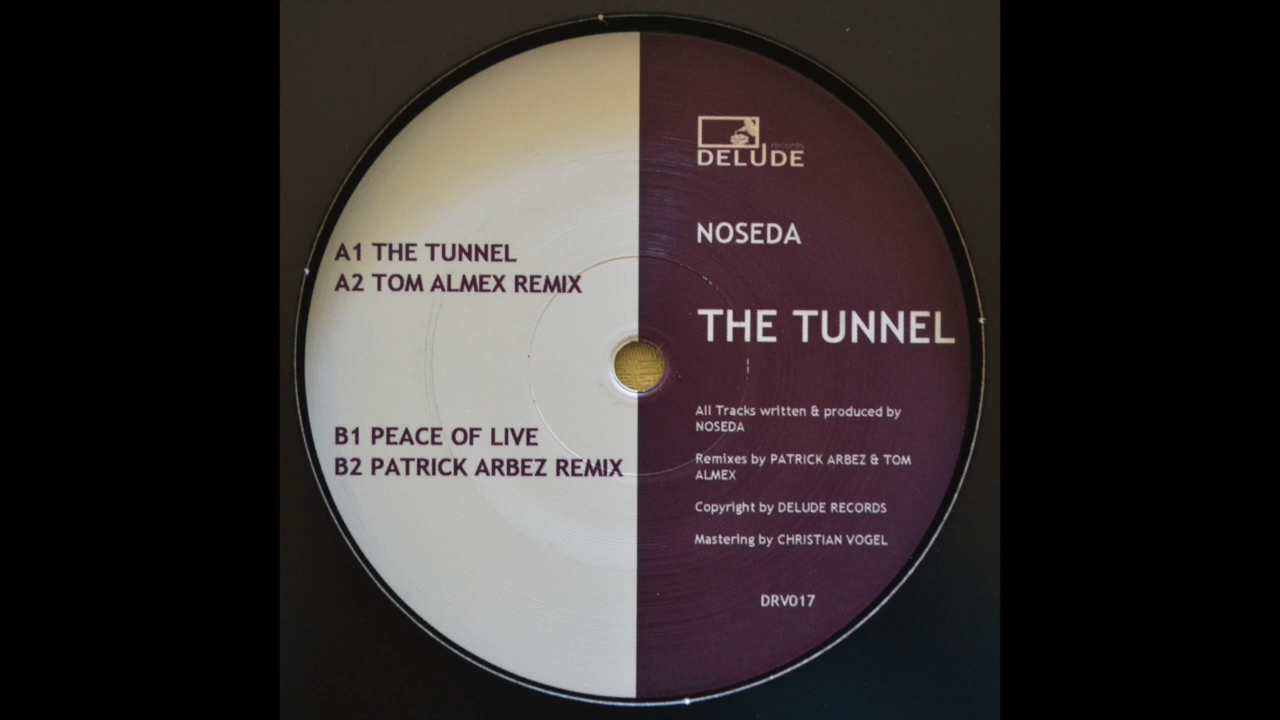 A1 THE TUNNEL
A2 TOM ALMEX REMIX
B1 PEACE OF LIVE
B2 PATRICK ARBEZ REMIX
records
DELUDE
NOSEDA
THE TUNNEL
All Tracks written & produced by
NOSEDA
Remixes by PATRICK ARBEZ & TOM
ALMEX
Copyright by DELUDE RECORDS
Mastering by CHRISTIAN VOGEL
DRV017